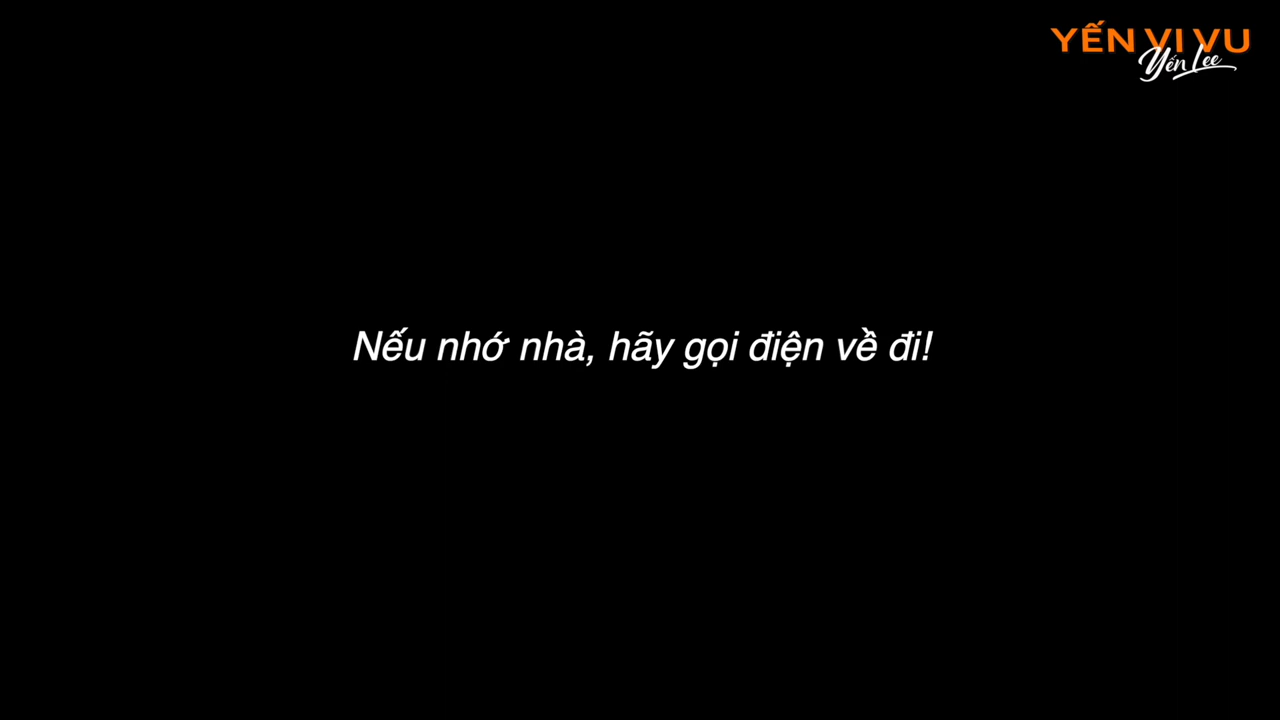 YẾN VI VU
Yến Lee
Nếu nhớ nhà, hãy gọi điện về đi!